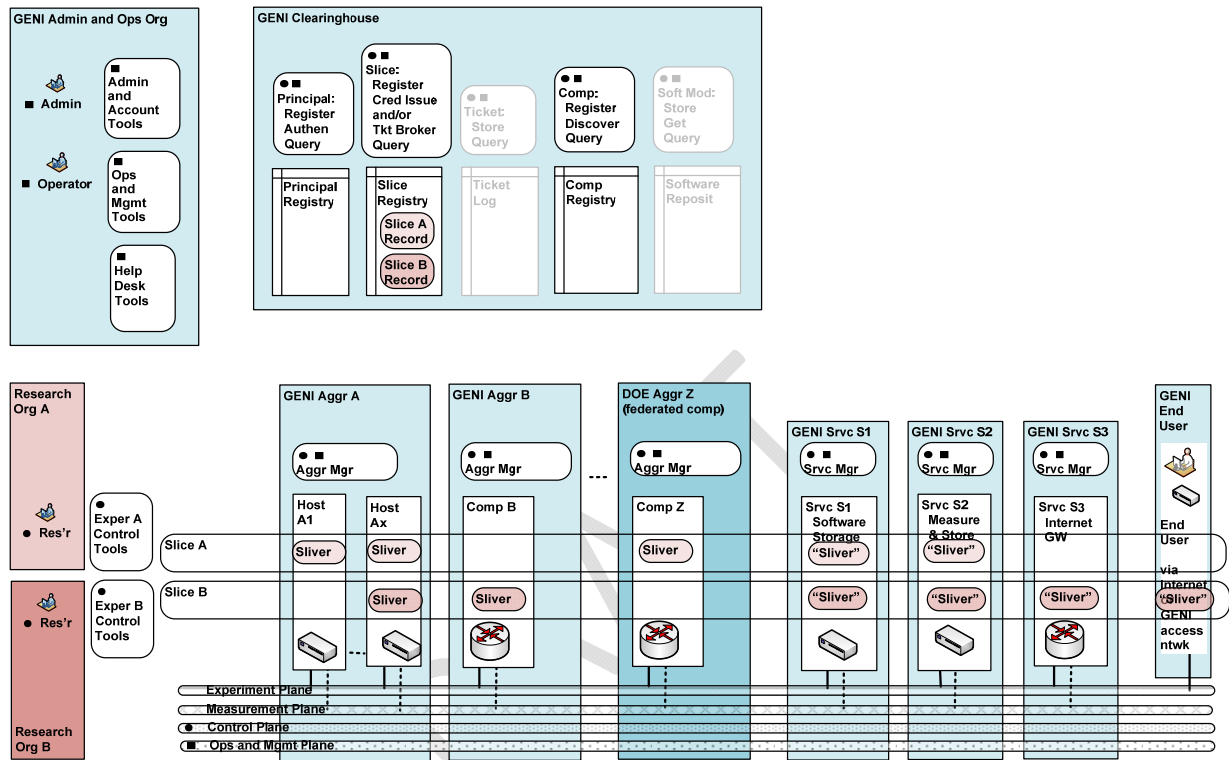 GENI Admin and Ops Org
Admin
Admin
and
Account
Tools
Operator
Ops
and
Mgmt
Tools
Help
Desk
Tools
GENI Clearinghouse
Principal:
Register
Authen
Query
Slice:
Register
Cred Issue
and/or
Tkt Broker
Query
Ticket:
Store
Query
Comp:
Register
Discover
Query
Soft Mod:
Store
Get
Query
Principal
Registry
Slice
Registry
Slice A
Record
Slice B
Record
Ticket
Log
Comp
Registry
Software
Reposit
Research
Org A
Res'r
Exper A
Control
Tools
Res'r
Exper B
Control
Tools
Research
Org B
GENI Aggr A
Aggr Mgr
Host
A1
Host
Ax
GENI Aggr B
Aggr Mgr
Comp B
DOE Aggr Z
(federated comp)
Aggr Mgr
Comp Z
GENI Srvc S1
Srvc Mgr
Srvc S1
Software
Storage
GENI Srvc S2
Srvc Mgr
Srvc S2
Measure
& Store
GENI Srvc S3
Srvc Mgr
Srvc S3
Internet
GW
GENI
End
User
End
User
via
Internet
GENI
access
ntwk
Slice A
Sliver
Sliver
Sliver
“Sliver”
“Sliver”
Slice B
Sliver
Sliver
“Sliver”
“Sliver”
“Sliver”
“Sliver”
Experiment Plane
Measurement Plane
Control Plane
Ops and Mgmt Plane